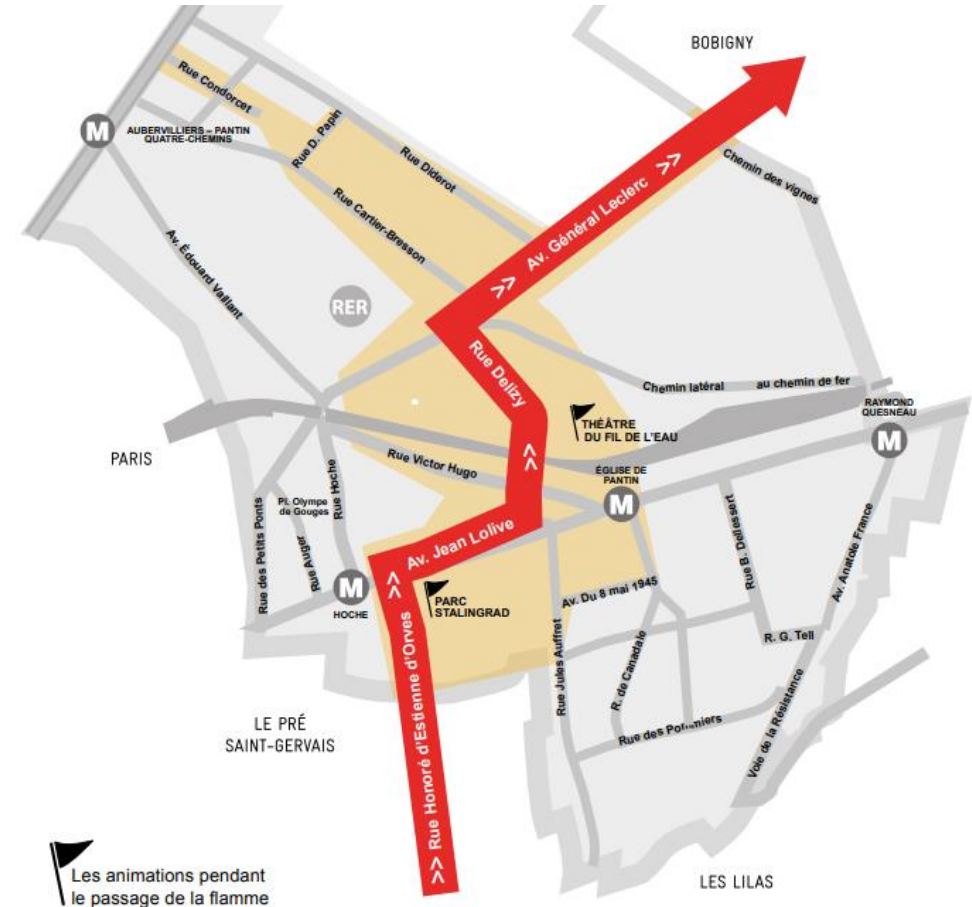 BOBIGNY
Rue Condorcet
M
AUBERVILLIERS – PANTIN
QUATRE-CHEMINS
Rue D. Papin
Rue Diderot
Chemin des vignes
Av. Général Leclerc
Rue Cartier-Bresson
Av. Édouard Vaillant
RER
Rue Delizy
Chemin latéral
au chemin de fer
RAYMOND
QUESNEAU
M
THÉÂTRE
DU FIL DE L'EAU
PARIS
Rue Victor Hugo
ÉGLISE DE
PANTIN
M
Rue Hoche
Pl. Olympe
de Gouges
Rue des Petits Ponts
Rue Auger
Av. Jean Lolive
Rue B. Delessert
Av. Anatole France
M
HOCHE
PARC
STALINGRAD
Av. Du 8 mai 1945
R. G. Tell
Rue Jules Auffret
R. de Canadale
Rue Honoré d'Estienne d'Orves
LE PRÉ
SAINT-GERVAIS
Rue des Pommiers
Voie de la Résistance
LES LILAS
Les animations pendant
le passage de la flamme